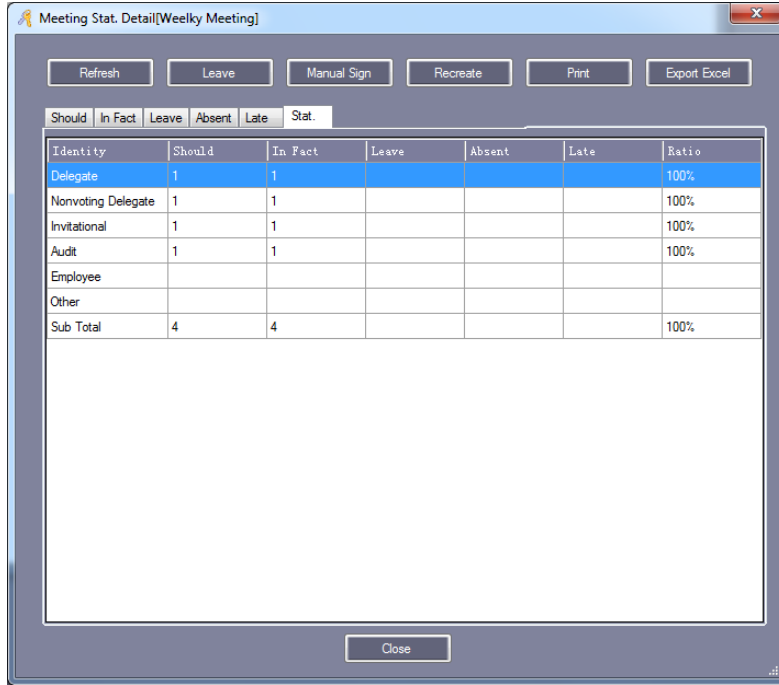 Meeting Stat. Detail[Weelky Meeting]
Refresh Leave Manual Sign Recreate Print Export Excel
Should In Fact Leave Absent Late Stat.
Identity Should In Fact Leave Absent Late Ratio
Delegate 1 1 100%
Nonvoting Delegate 1 1 100%
Invitational 1 1 100%
Audit 1 1 100%
Employee
Other
Sub Total 4 4 100%
Close